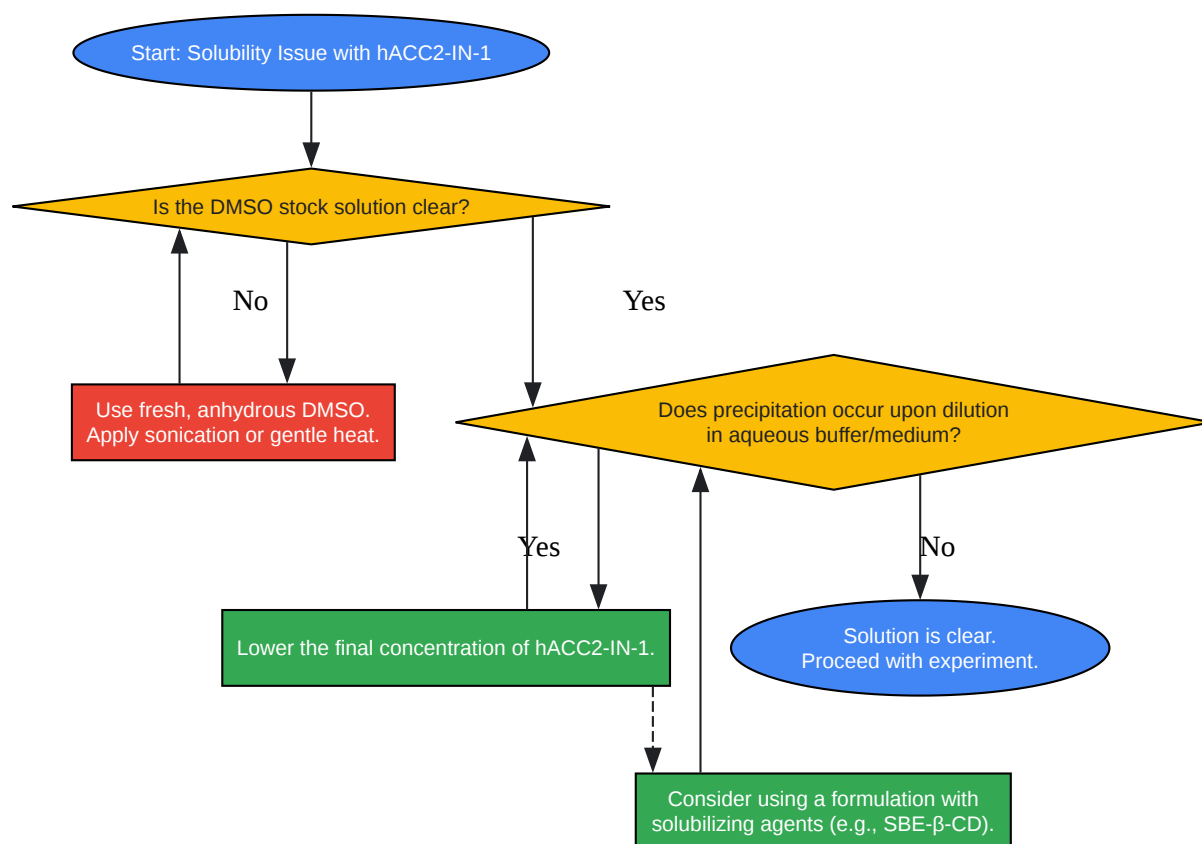 Start: Solubility Issue with hACC2-IN-1
Is the DMSO stock solution clear?
No
Yes
Use fresh, anhydrous DMSO.
Apply sonication or gentle heat.
Does precipitation occur upon dilution
in aqueous buffer/medium?
Yes
No
Lower the final concentration of hACC2-IN-1.
Solution is clear.
Proceed with experiment.
Consider using a formulation with
solubilizing agents (e.g., SBE-β-CD).